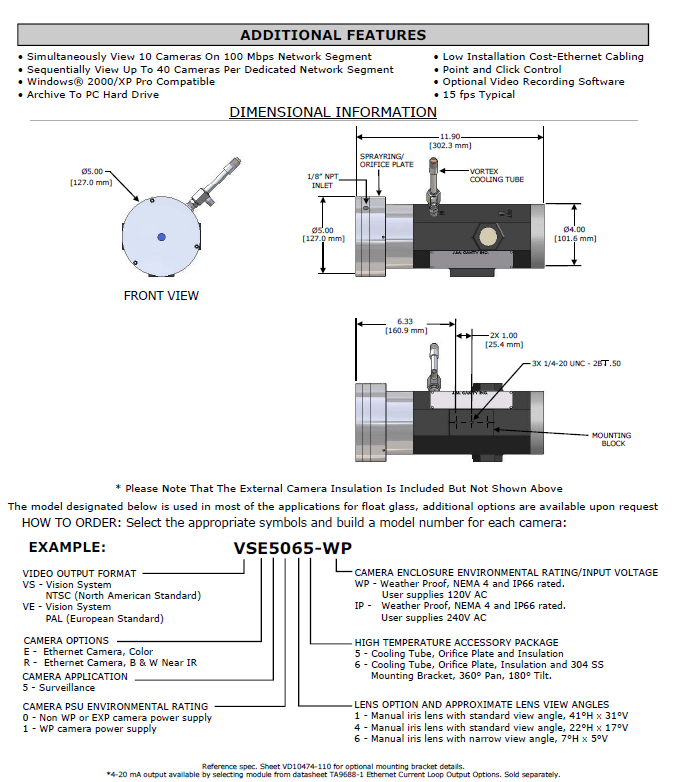 ADDITIONAL FEATURES
• Simultaneously View 10 Cameras On 100 Mbps Network Segment
• Sequentially View Up To 40 Cameras Per Dedicated Network Segment
• Windows® 2000/XP Pro Compatible
• Archive To PC Hard Drive
• Low Installation Cost-Ethernet Cabling
• Point and Click Control
• Optional Video Recording Software
• 15 fps Typical
DIMENSIONAL INFORMATION
Ø5.00
[127.0 mm]
FRONT VIEW
11.90
[302.3 mm]
SPRAYRING/
ORIFICE PLATE
1/8" NPT
INLET
VORTEX
COOLING TUBE
Ø5.00
[127.0 mm]
Ø4.00
[101.6 mm]
J.M. CANTY INC.
6.33
[160.9 mm]
2X 1.00
[25.4 mm]
3X 1/4-20 UNC - 2B↧.50
J.M. CANTY INC.
MOUNTING
BLOCK
* Please Note That The External Camera Insulation Is Included But Not Shown Above
The model designated below is used in most of the applications for float glass, additional options are available upon request
HOW TO ORDER: Select the appropriate symbols and build a model number for each camera:
EXAMPLE:
VSE5065-WP
VIDEO OUTPUT FORMAT
VS - Vision System
NTSC (North American Standard)
VE - Vision System
PAL (European Standard)
CAMERA OPTIONS
E - Ethernet Camera, Color
R - Ethernet Camera, B & W Near IR
CAMERA APPLICATION
5 - Surveillance
CAMERA PSU ENVIRONMENTAL RATING
0 - Non WP or EXP camera power supply
1 - WP camera power supply
CAMERA ENCLOSURE ENVIRONMENTAL RATING/INPUT VOLTAGE
WP - Weather Proof, NEMA 4 and IP66 rated.
User supplies 120V AC
IP - Weather Proof, NEMA 4 and IP66 rated.
User supplies 240V AC
HIGH TEMPERATURE ACCESSORY PACKAGE
5 - Cooling Tube, Orifice Plate and Insulation
6 - Cooling Tube, Orifice Plate, Insulation and 304 SS
Mounting Bracket, 360° Pan, 180° Tilt.
LENS OPTION AND APPROXIMATE LENS VIEW ANGLES
1 - Manual iris lens with standard view angle, 41°H x 31°V
4 - Manual iris lens with standard view angle, 22°H x 17°V
6 - Manual iris lens with narrow view angle, 7°H x 5°V
Reference spec. Sheet VD10474-110 for optional mounting bracket details.
*4-20 mA output available by selecting module from datasheet TA9688-1 Ethernet Current Loop Output Options. Sold separately.